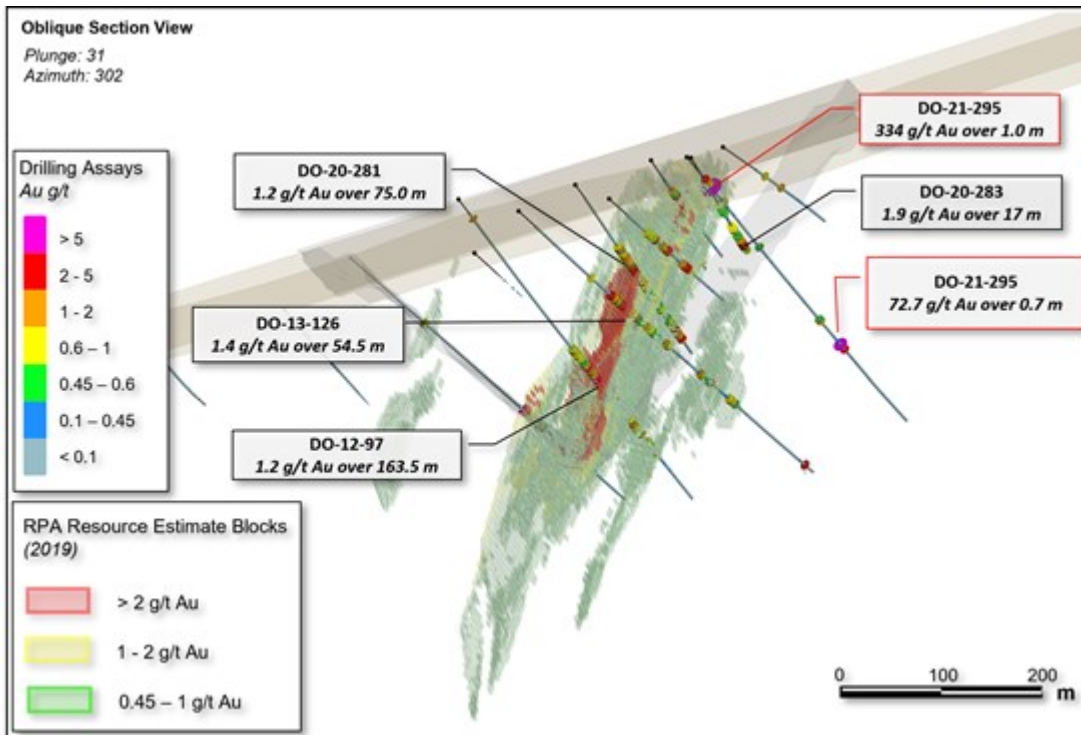 Oblique Section View
Plunge: 31
Azimuth: 302
DO-21-295
334 g/t Au over 1.0 m
DO-20-281
1.2 g/t Au over 75.0 m
DO-20-283
1.9 g/t Au over 17 m
DO-21-295
72.7 g/t Au over 0.7 m
DO-13-126
1.4 g/t Au over 54.5 m
DO-12-97
1.2 g/t Au over 163.5 m
Drilling Assays
Au g/t
> 5
2 - 5
1 - 2
0.6 – 1
0.45 – 0.6
0.1 – 0.45
< 0.1
RPA Resource Estimate Blocks
(2019)
> 2 g/t Au
1 - 2 g/t Au
0.45 – 1 g/t Au
0 100 200
m